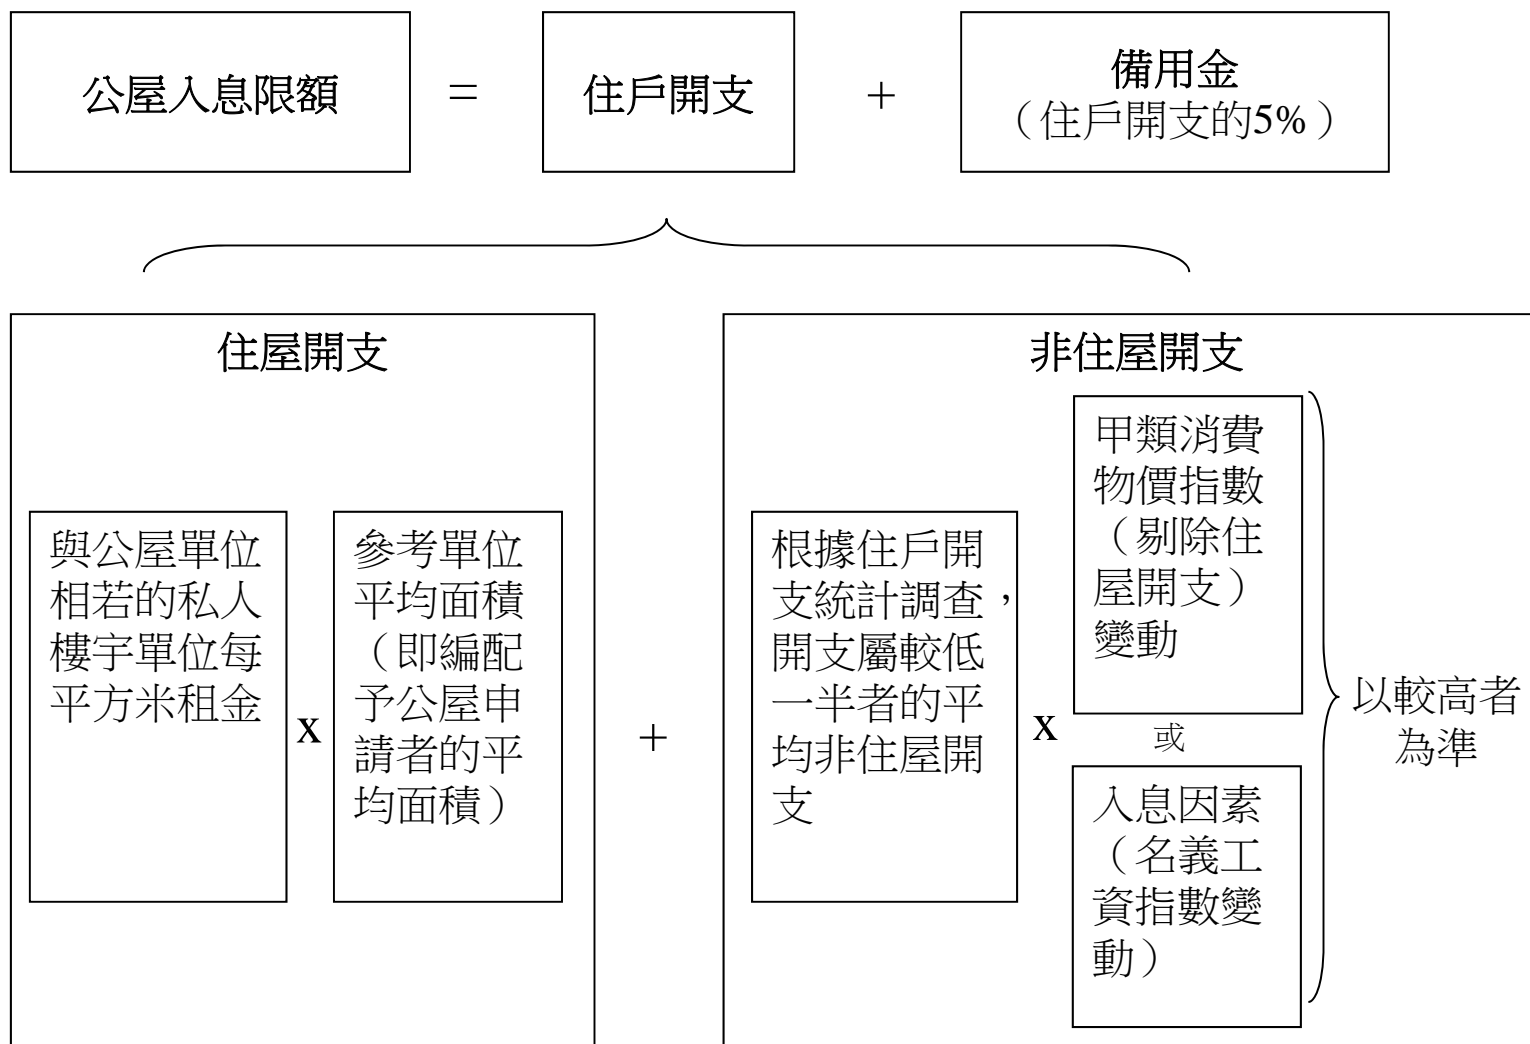 公屋入息限額
=
住戶開支
+
備用金
（住戶開支的5%）
住屋開支
與公屋單位
相若的私人
樓宇單位每
平方米租金
x
參考單位
平均面積
（即編配
予公屋申
請者的平
均面積）
+
非住屋開支
根據住戶開
支統計調查，
開支屬較低
一半者的平
均非住屋開
支
x
甲類消費
物價指數
（剔除住
屋開支）
變動
或
入息因素
（名義工
資指數變
動）
以較高者
為準